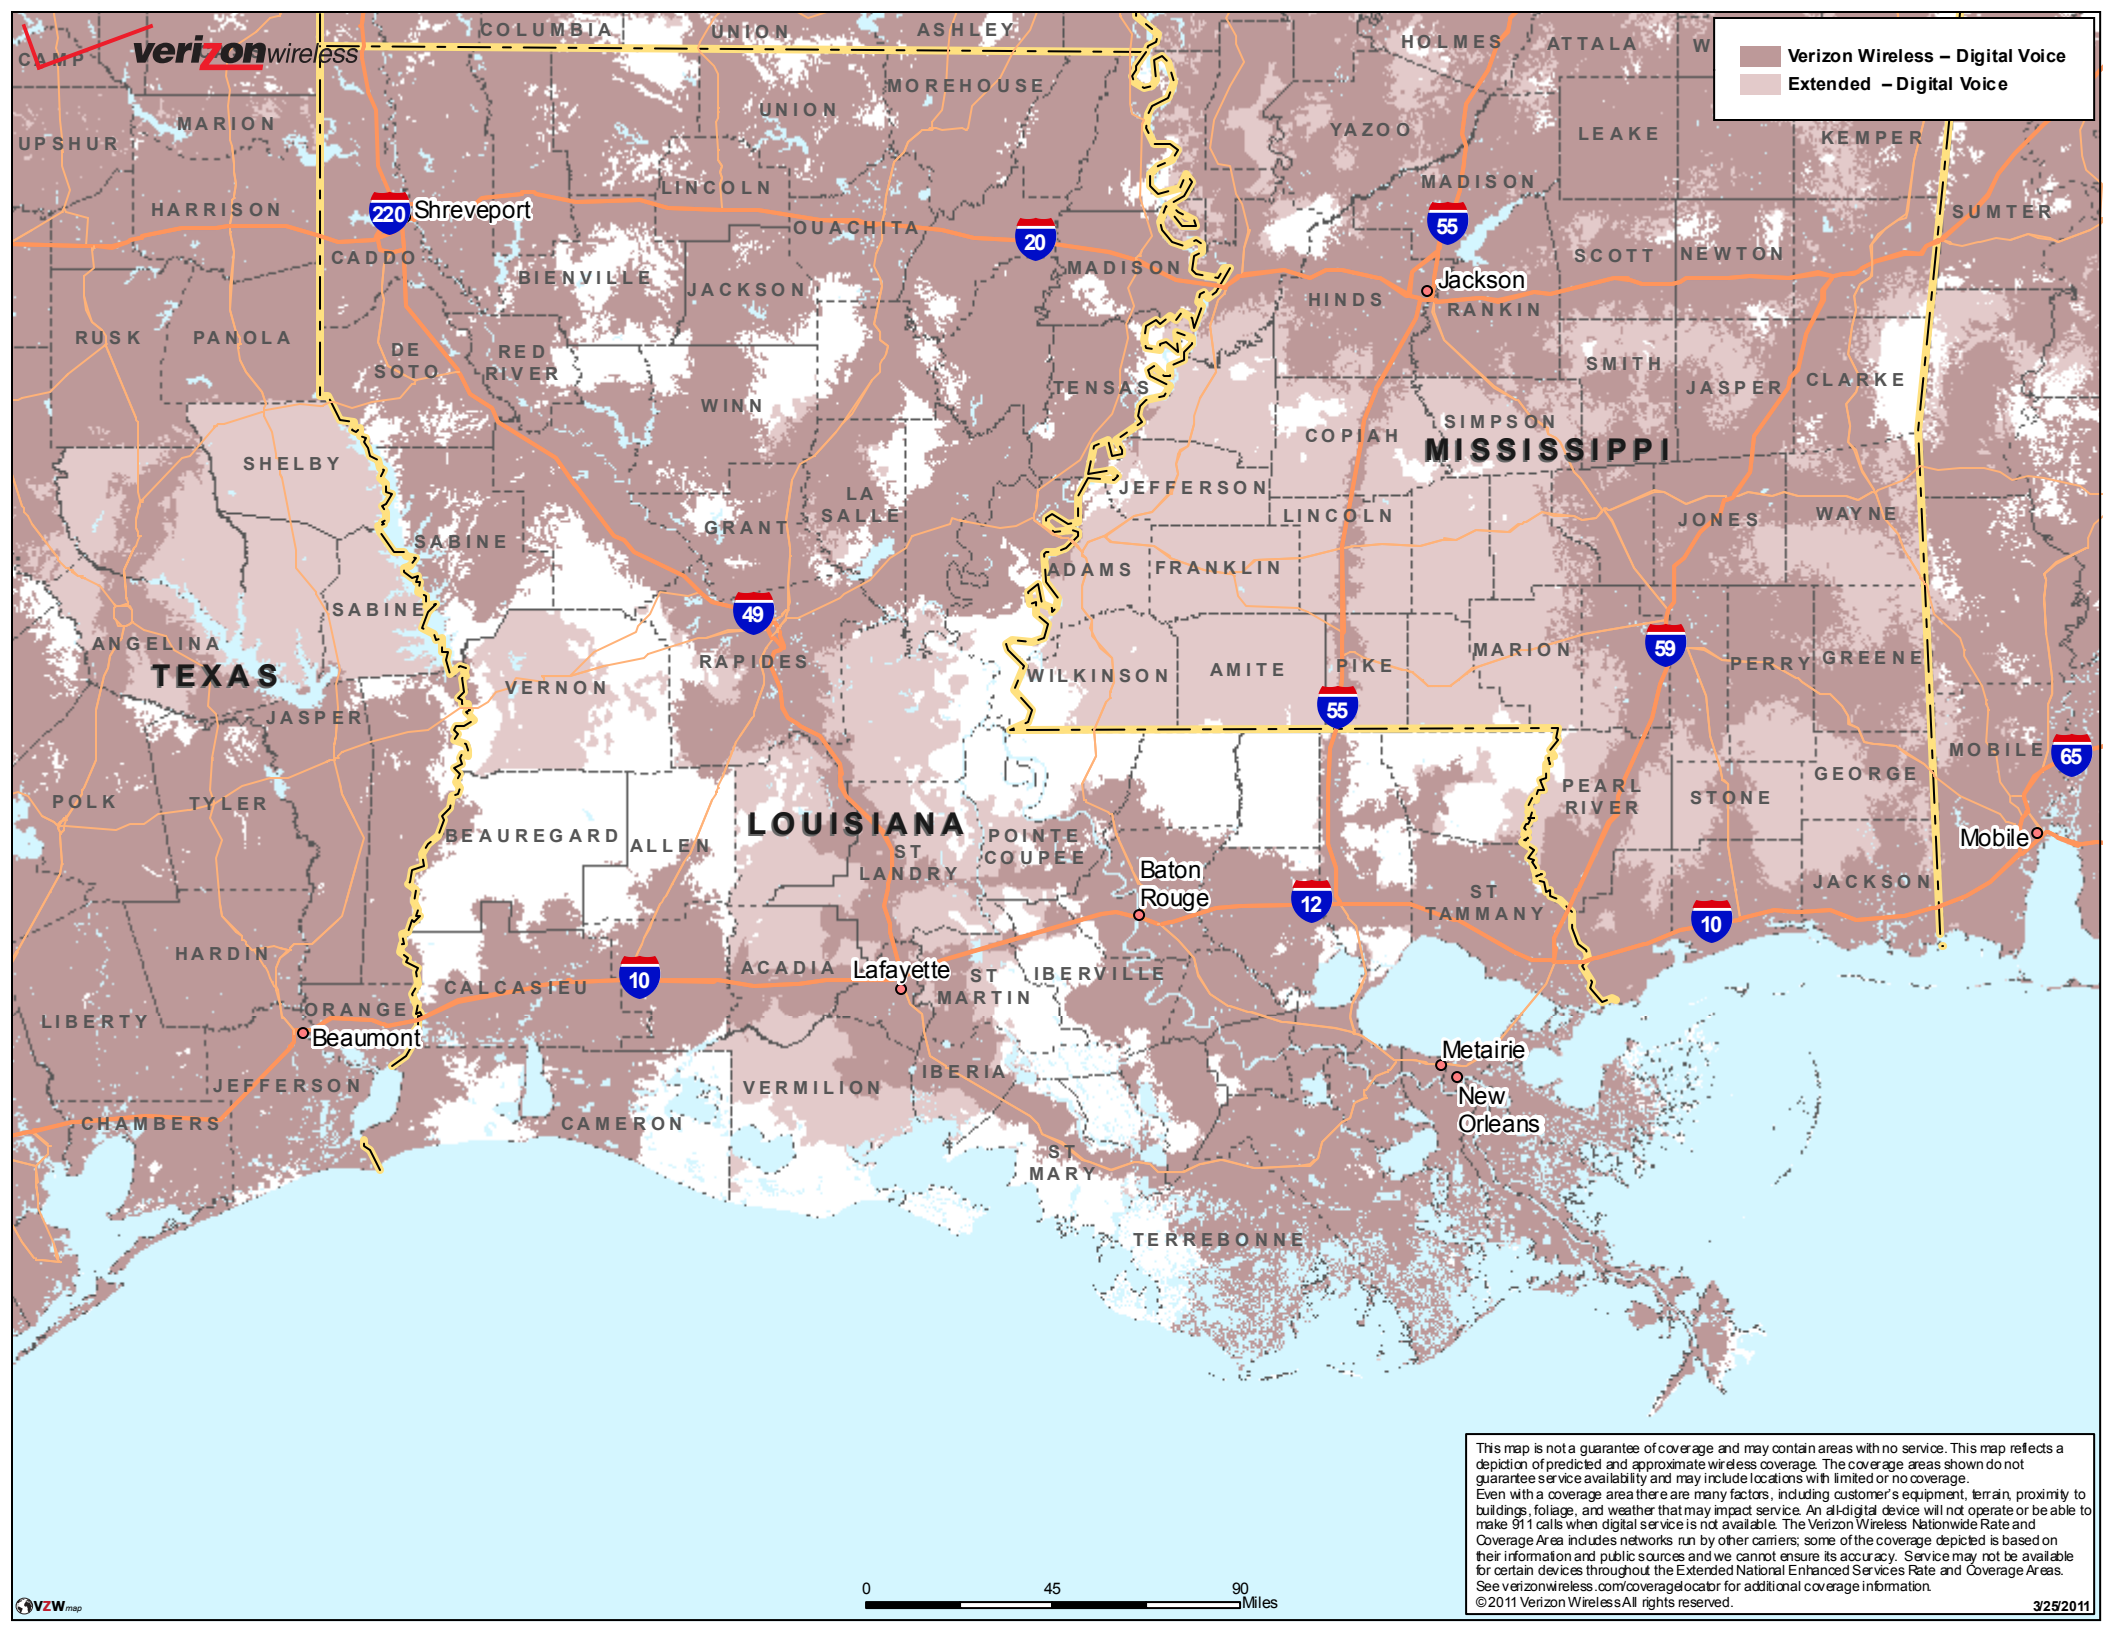 verizonwireless
Verizon Wireless – Digital Voice
Extended – Digital Voice
COLUMBIA
UNION
ASHLEY
HOLMES
ATTALA
W
CAMP
MOREHOUSE
UNION
MARION
UPSHUR
YAZOO
LEAKE
KEMPER
LINCOLN
MADISON
HARRISON
220
Shreveport
SUMTER
OUACHITA
20
55
CADDO
MADISON
SCOTT
NEWTON
BIENVILLE
JACKSON
Jackson
HINDS
RANKIN
RUSK
PANOLA
DE
SOTO
RED
RIVER
SMITH
JASPER
CLARKE
TENSAS
WINN
SIMPSON
COPIAH
MISSISSIPPI
SHELBY
JEFFERSON
LA
SALLE
LINCOLN
GRANT
JONES
WAYNE
SABINE
ADAMS
FRANKLIN
SABINE
49
ANGELINA
TEXAS
RAPIDES
VERNON
WILKINSON
AMITE
PIKE
MARION
59
PERRY
GREENE
JASPER
55
MOBILE
65
POLK
TYLER
GEORGE
PEARL
RIVER
STONE
LOUISIANA
BEAUREGARD
ALLEN
POINTE
COUPEE
ST
LANDRY
Mobile
Baton
Rouge
12
ST
TAMMANY
JACKSON
10
HARDIN
ACADIA
Lafayette
ST
MARTIN
IBERVILLE
10
CALCASIEU
LIBERTY
ORANGE
Beaumont
Metairie
JEFFERSON
VERMILION
IBERIA
New
Orleans
CHAMBERS
CAMERON
ST
MARY
TERREBONNE
This map is not a guarantee of coverage and may contain areas with no service. This map reflects a
depiction of predicted and approximate wireless coverage. The coverage areas shown do not
guarantee service availability and may include locations with limited or no coverage.
Even with a coverage area there are many factors, including customer's equipment, terrain, proximity to
buildings, foliage, and weather that may impact service. An all-digital device will not operate or be able to
make 911 calls when digital service is not available. The Verizon Wireless Nationwide Rate and
Coverage Area includes networks run by other carriers; some of the coverage depicted is based on
their information and public sources and we cannot ensure its accuracy. Service may not be available
for certain devices throughout the Extended National Enhanced Services Rate and Coverage Areas.
See verizonwireless.com/coveragelocator for additional coverage information.
©2011 Verizon Wireless All rights reserved.
3/25/2011
0 45 90
Miles
VZWmap